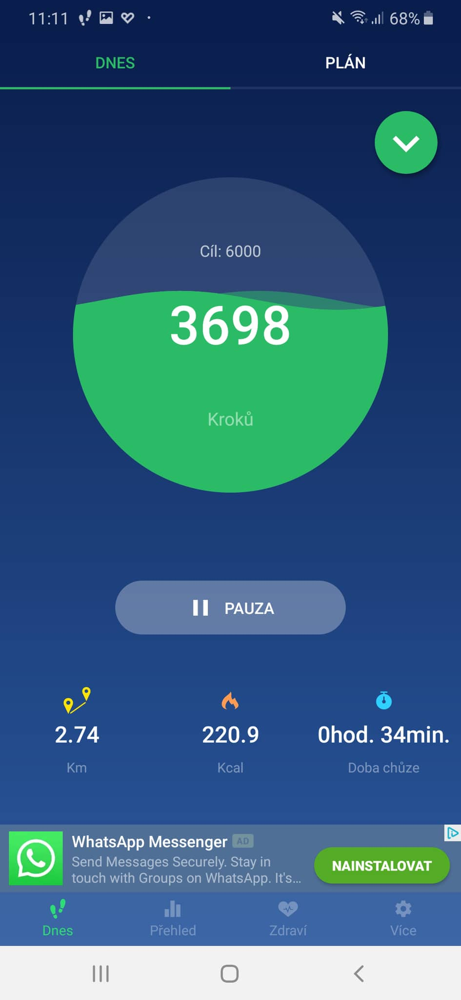 11:11
68%
DNES
PLÁN
Cíl: 6000
3698
Kroků
PAUZA
2.74
220.9
0hod. 34min.
Km
Kcal
Doba chůze
WhatsApp Messenger AD
Send Messages Securely. Stay in
touch with Groups on WhatsApp. It's...
NAINSTALOVAT
Dnes
Přehled
Zdraví
Více